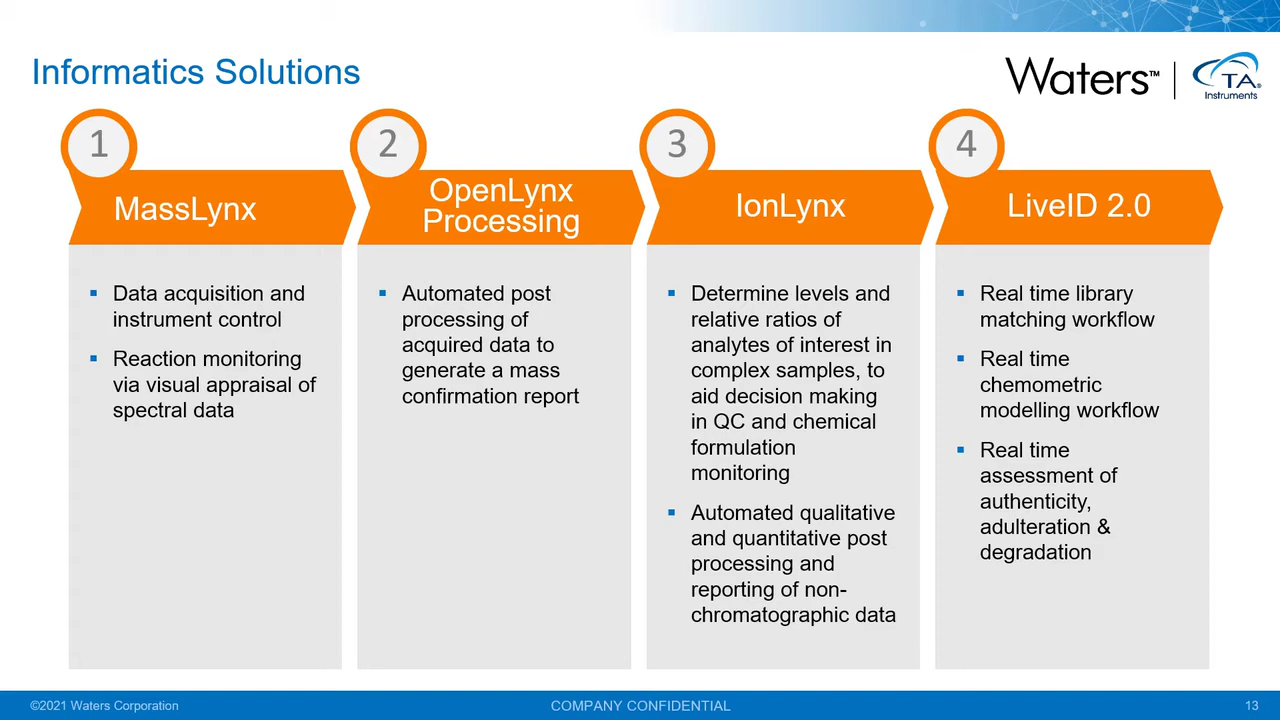 Informatics Solutions
Waters™
TA®
Instruments
1
MassLynx
▪ Data acquisition and
instrument control
▪ Reaction monitoring
via visual appraisal of
spectral data
2
OpenLynx
Processing
▪ Automated post
processing of
acquired data to
generate a mass
confirmation report
3
IonLynx
▪ Determine levels and
relative ratios of
analytes of interest in
complex samples, to
aid decision making
in QC and chemical
formulation
monitoring
▪ Automated qualitative
and quantitative post
processing and
reporting of non-
chromatographic data
4
LiveID 2.0
▪ Real time library
matching workflow
▪ Real time
chemometric
modelling workflow
▪ Real time
assessment of
authenticity,
adulteration &
degradation
©2021 Waters Corporation
COMPANY CONFIDENTIAL
13